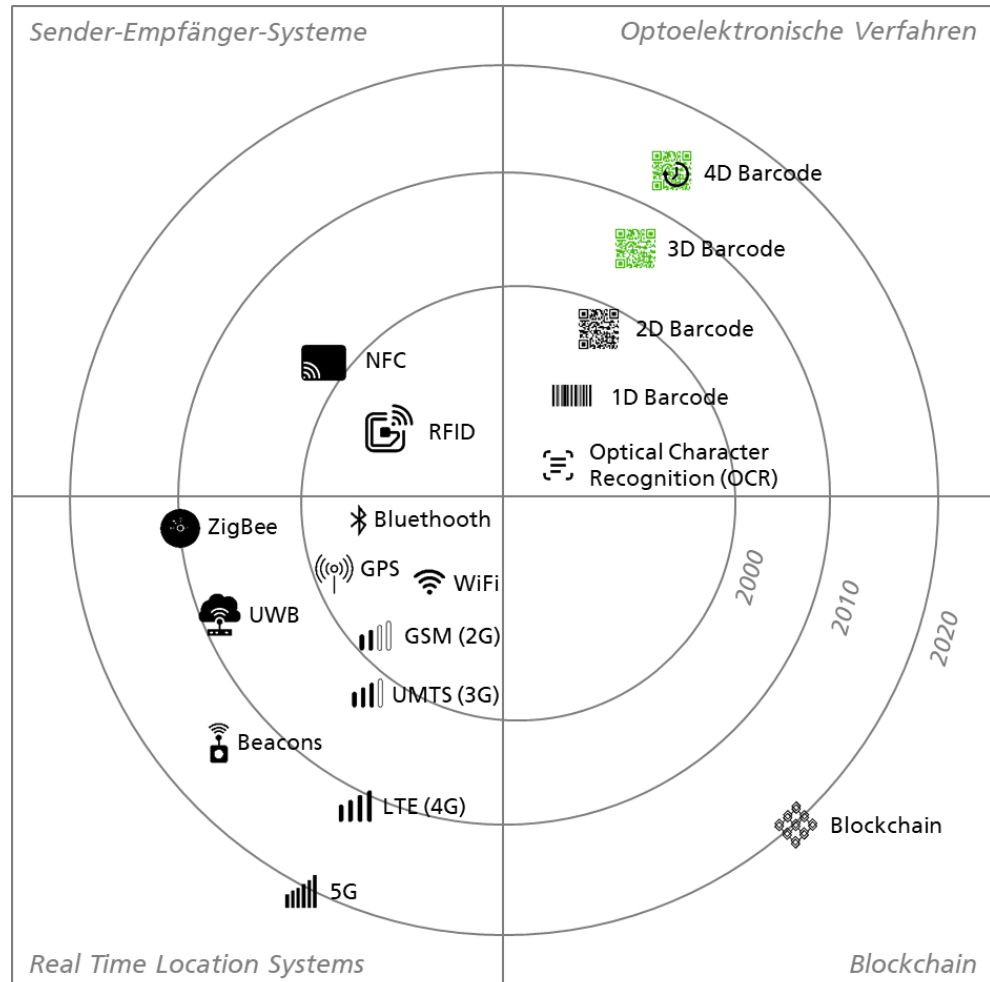 Sender-Empfänger-Systeme
Optoelektronische Verfahren
4D Barcode
3D Barcode
2D Barcode
NFC
1D Barcode
RFID
Optical Character
Recognition (OCR)
ZigBee
Bluethooth
GPS
WiFi
UWB
GSM (2G)
UMTS (3G)
Beacons
LTE (4G)
5G
2000
2010
2020
Blockchain
Real Time Location Systems
Blockchain